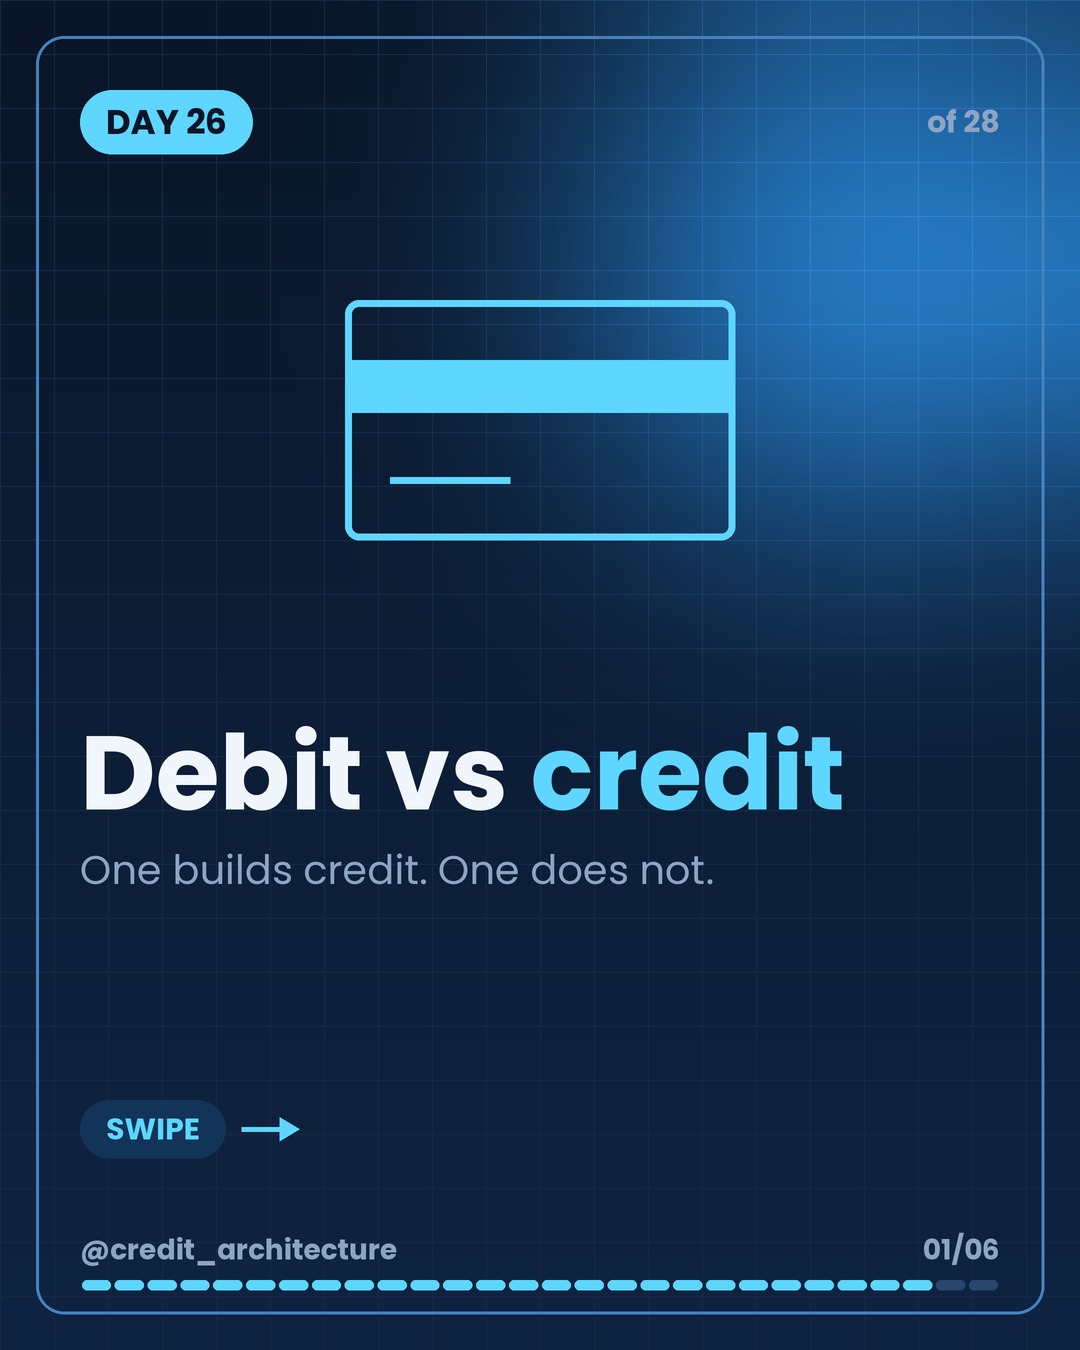 DAY 26
of 28
Debit vs credit
One builds credit. One does not.
SWIPE
@credit_architecture
01/06